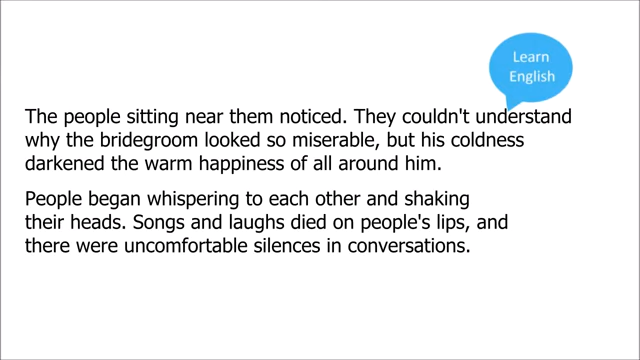 Learn
English
The people sitting near them noticed. They couldn't understand
why the bridegroom looked so miserable, but his coldness
darkened the warm happiness of all around him.
People began whispering to each other and shaking
their heads. Songs and laughs died on people's lips, and
there were uncomfortable silences in conversations.